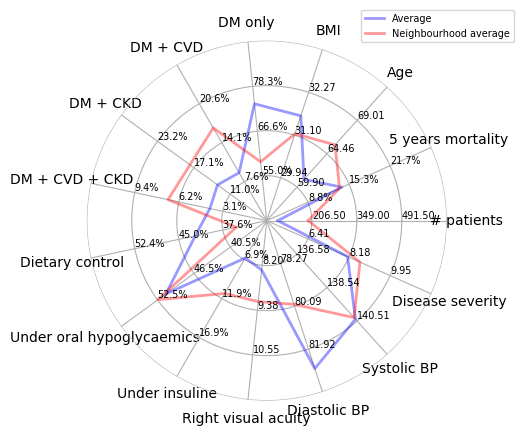 Average
Neighbourhood average
DM only
BMI
DM + CVD
Age
DM + CKD
5 years mortality
DM + CVD + CKD
# patients
Dietary control
Disease severity
Under oral hypoglycaemics
Systolic BP
Under insuline
Diastolic BP
Right visual acuity
78.3%
32.27
20.6%
69.01
66.6%
31.10
14.1%
23.2%
64.46
21.7%
17.1%
55.0%
29.94
7.6%
59.90
15.3%
9.4%
11.0%
8.8%
6.2%
3.1%
206.50
349.00
491.50
37.6%
45.0%
6.41
52.4%
40.5%
136.58
8.18
6.9%
8.20
78.27
46.5%
9.95
138.54
52.5%
11.9%
9.38
80.09
140.51
16.9%
10.55
81.92